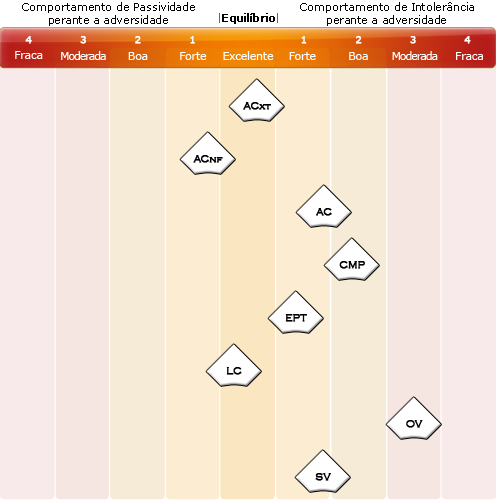 Comportamento de Passividade
perante a adversidade
|Equilíbrio|
Comportamento de Intolerância
perante a adversidade
4 3 2 1 1 2 3 4
Fraca Moderada Boa Forte Excelente Forte Boa Moderada Fraca
ACXT
ACNF
AC
CMP
EPT
LC
OV
SV